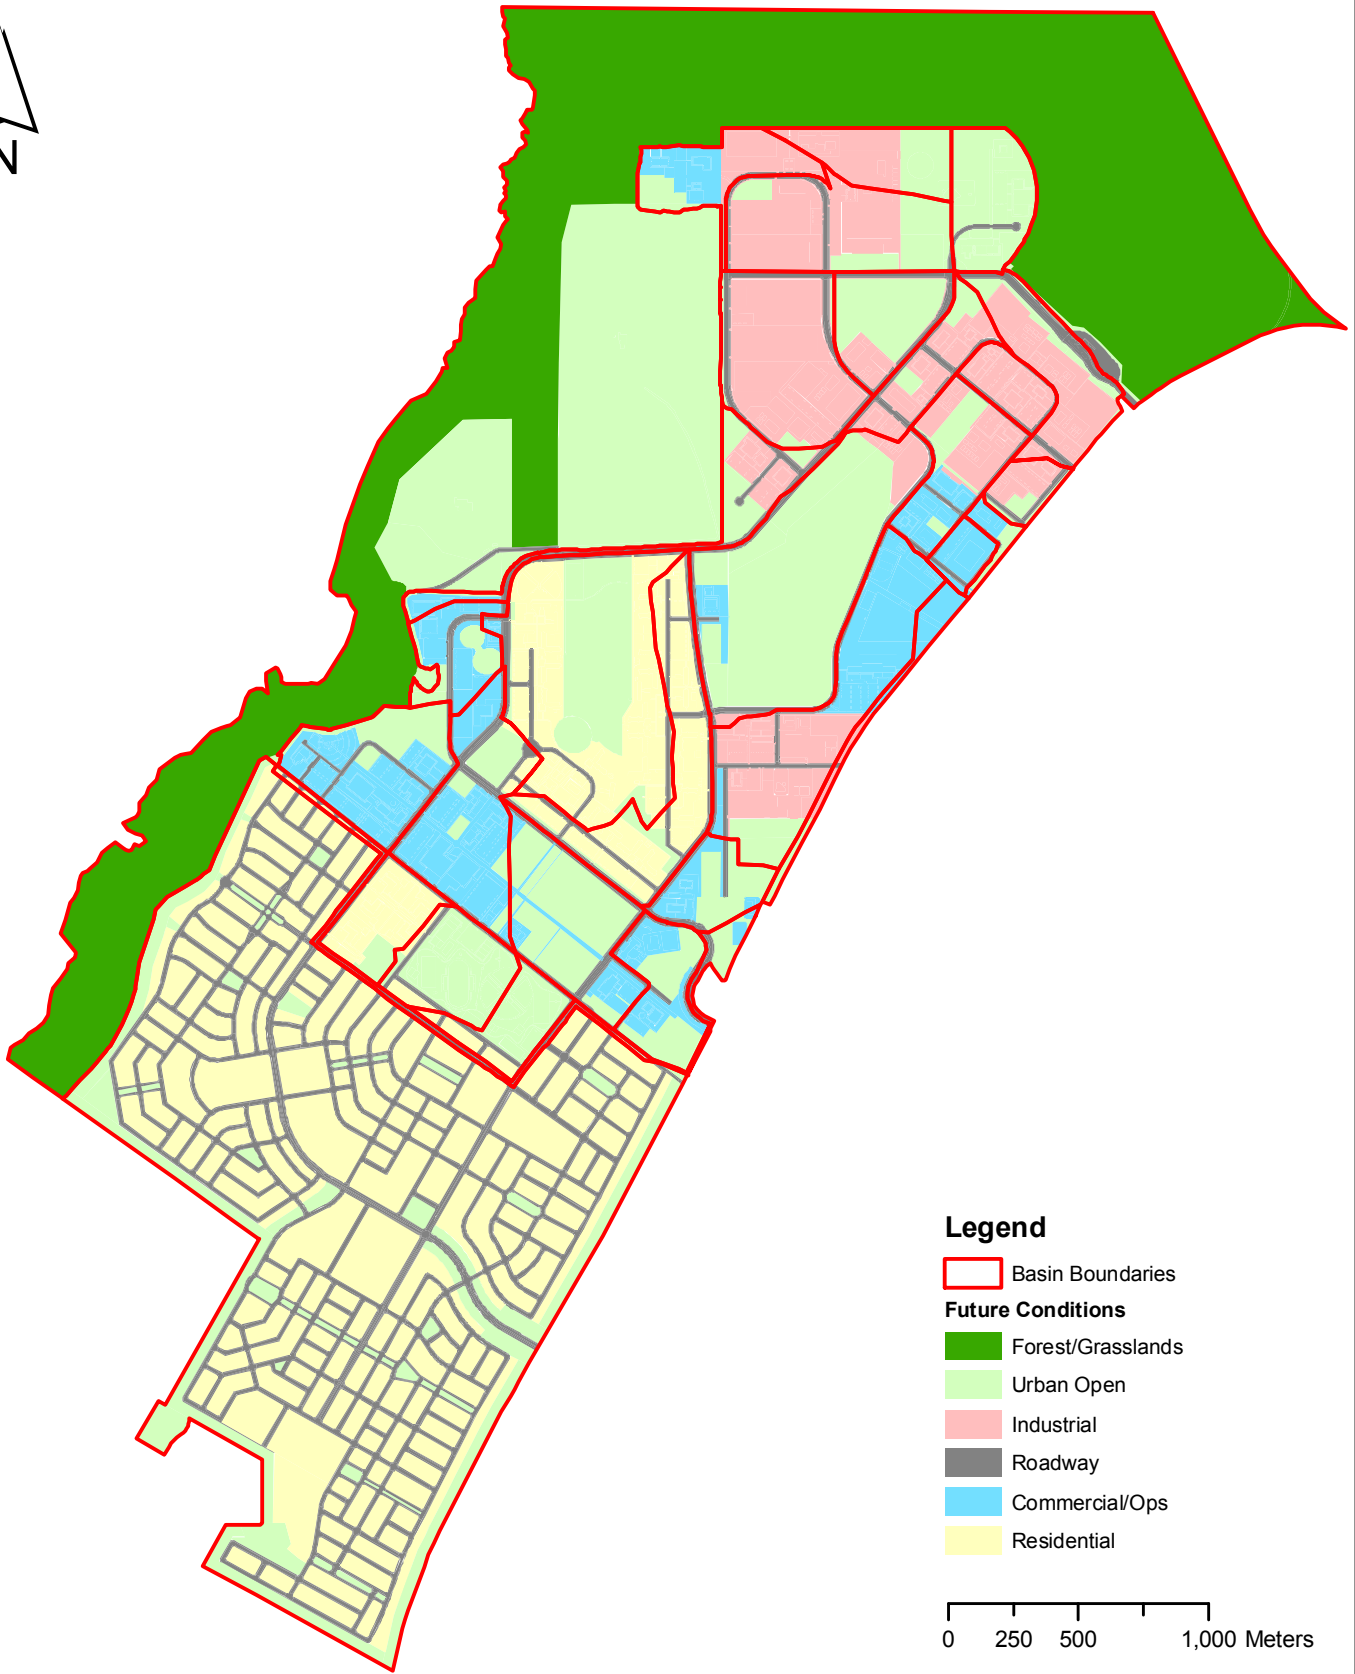 N
Legend
Basin Boundaries
Future Conditions
Forest/Grasslands
Urban Open
Industrial
Roadway
Commercial/Ops
Residential
0 250 500 1,000 Meters